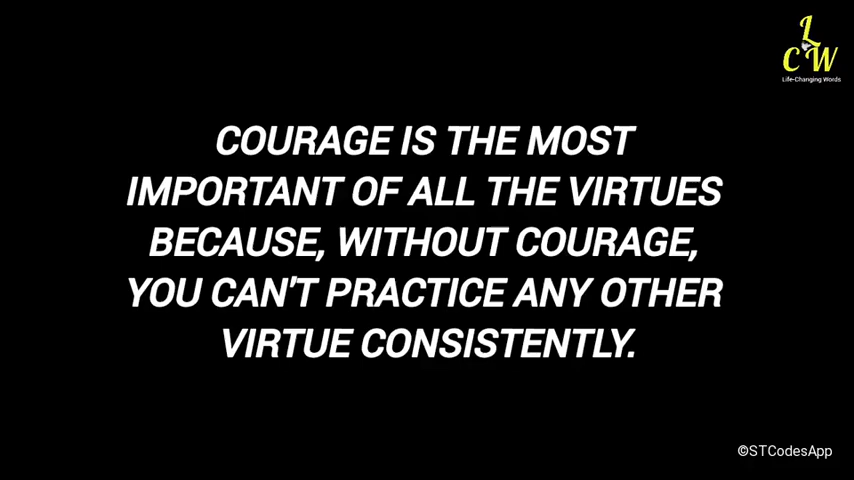 L
CW
Life-Changing Words
COURAGE IS THE MOST
IMPORTANT OF ALL THE VIRTUES
BECAUSE, WITHOUT COURAGE,
YOU CAN'T PRACTICE ANY OTHER
VIRTUE CONSISTENTLY.
©STCodesApp